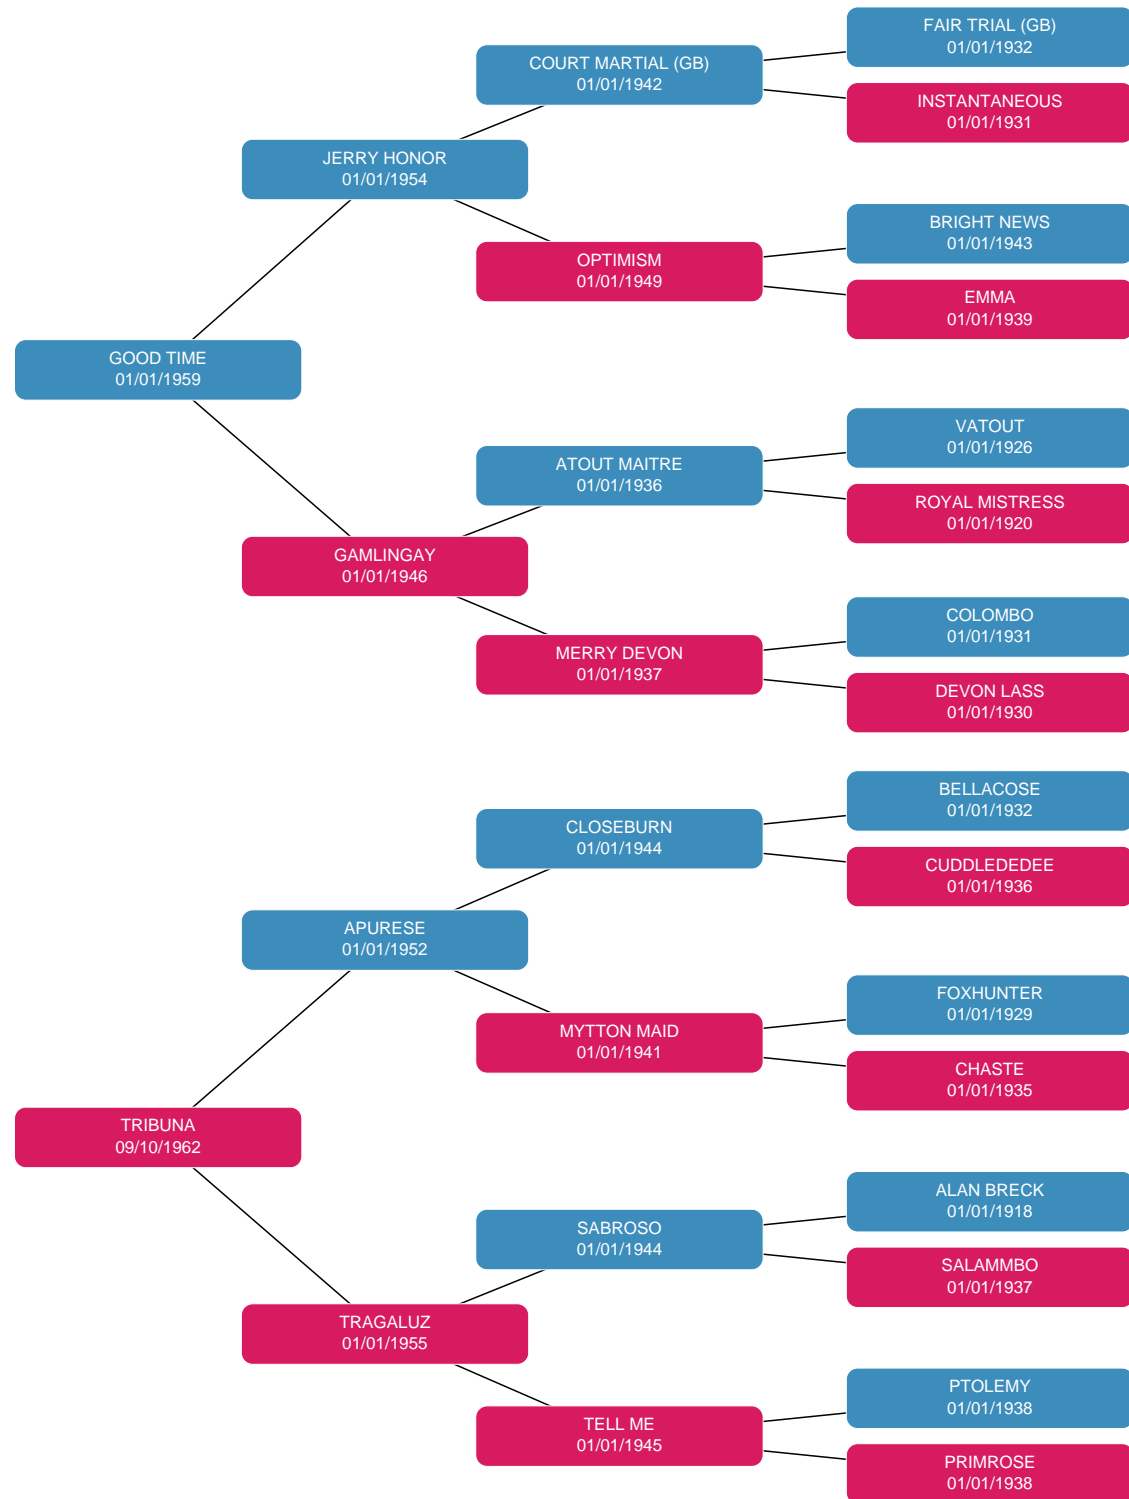 FAIR TRIAL (GB)
01/01/1932
COURT MARTIAL (GB)
01/01/1942
INSTANTANEOUS
01/01/1931
JERRY HONOR
01/01/1954
BRIGHT NEWS
01/01/1943
OPTIMISM
01/01/1949
EMMA
01/01/1939
GOOD TIME
01/01/1959
VATOUT
01/01/1926
ATOUT MAITRE
01/01/1936
ROYAL MISTRESS
01/01/1920
GAMLINGAY
01/01/1946
COLOMBO
01/01/1931
MERRY DEVON
01/01/1937
DEVON LASS
01/01/1930
BELLACOSE
01/01/1932
CLOSEBURN
01/01/1944
CUDDLEDEDEE
01/01/1936
APURESE
01/01/1952
FOXHUNTER
01/01/1929
MYTTON MAID
01/01/1941
CHASTE
01/01/1935
TRIBUNA
09/10/1962
ALAN BRECK
01/01/1918
SABROSO
01/01/1944
SALAMMBO
01/01/1937
TRAGALUZ
01/01/1955
PTOLEMY
01/01/1938
TELL ME
01/01/1945
PRIMROSE
01/01/1938